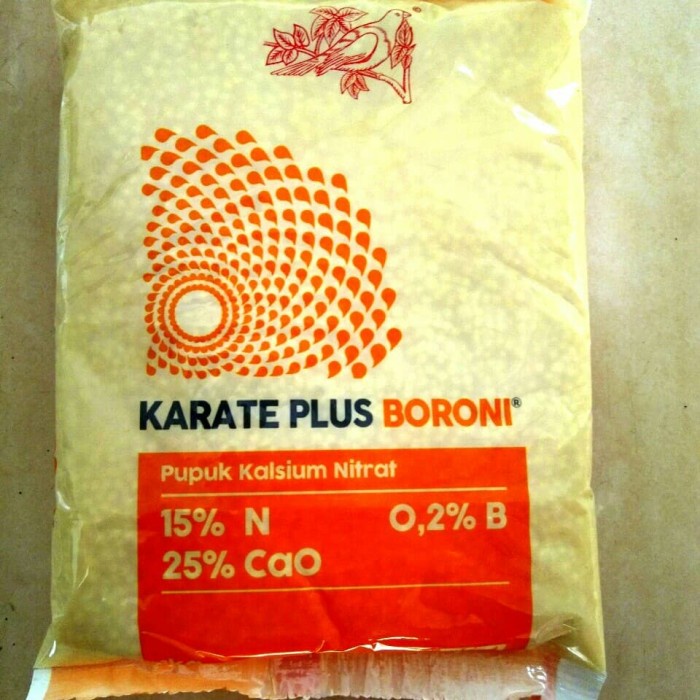 KARATE PLUS BORONI®
Pupuk Kalsium Nitrat
15% N 0,2% B
25% CaO